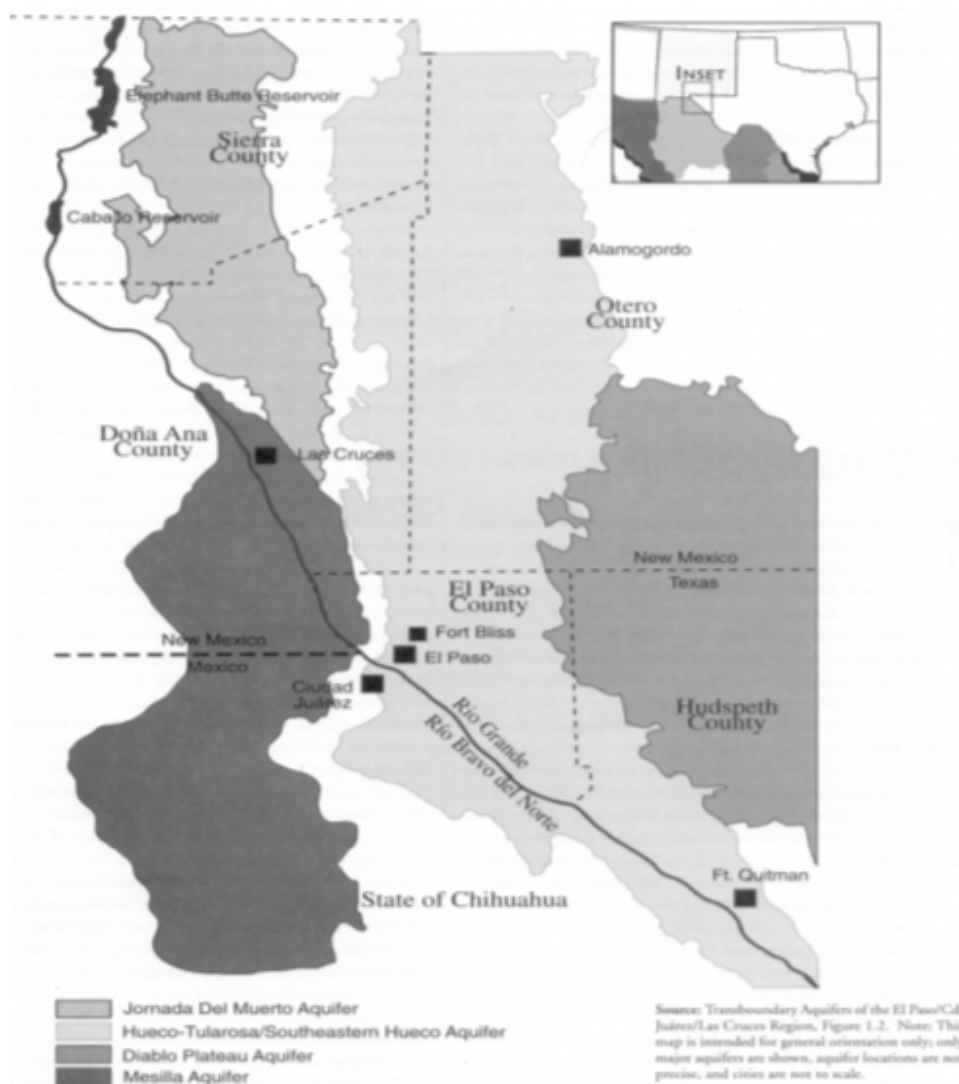 Elephant Butte Reservoir
INSET
Sierra
County
Caballo Reservoir
Alamogordo
Otero
County
Doña Ana
County
Las Cruces
New Mexico
Texas
El Paso
County
Fort Bliss
New Mexico
El Paso
Mexico
Ciudad
Juárez
Río Grande
Río Bravo del Norte
Hudspeth
County
Ft. Quitman
State of Chihuahua
Jornada Del Muerto Aquifer
Hueco-Tularosa/Southeastern Hueco Aquifer
Diablo Plateau Aquifer
Mesilla Aquifer
Source: Transboundary Aquifers of the El Paso/Cd
Juárez/Las Cruces Region, Figure 1.2. Note: This
map is intended for general orientation only; only
major aquifers are shown, aquifer locations are not
precise, and cities are not to scale.